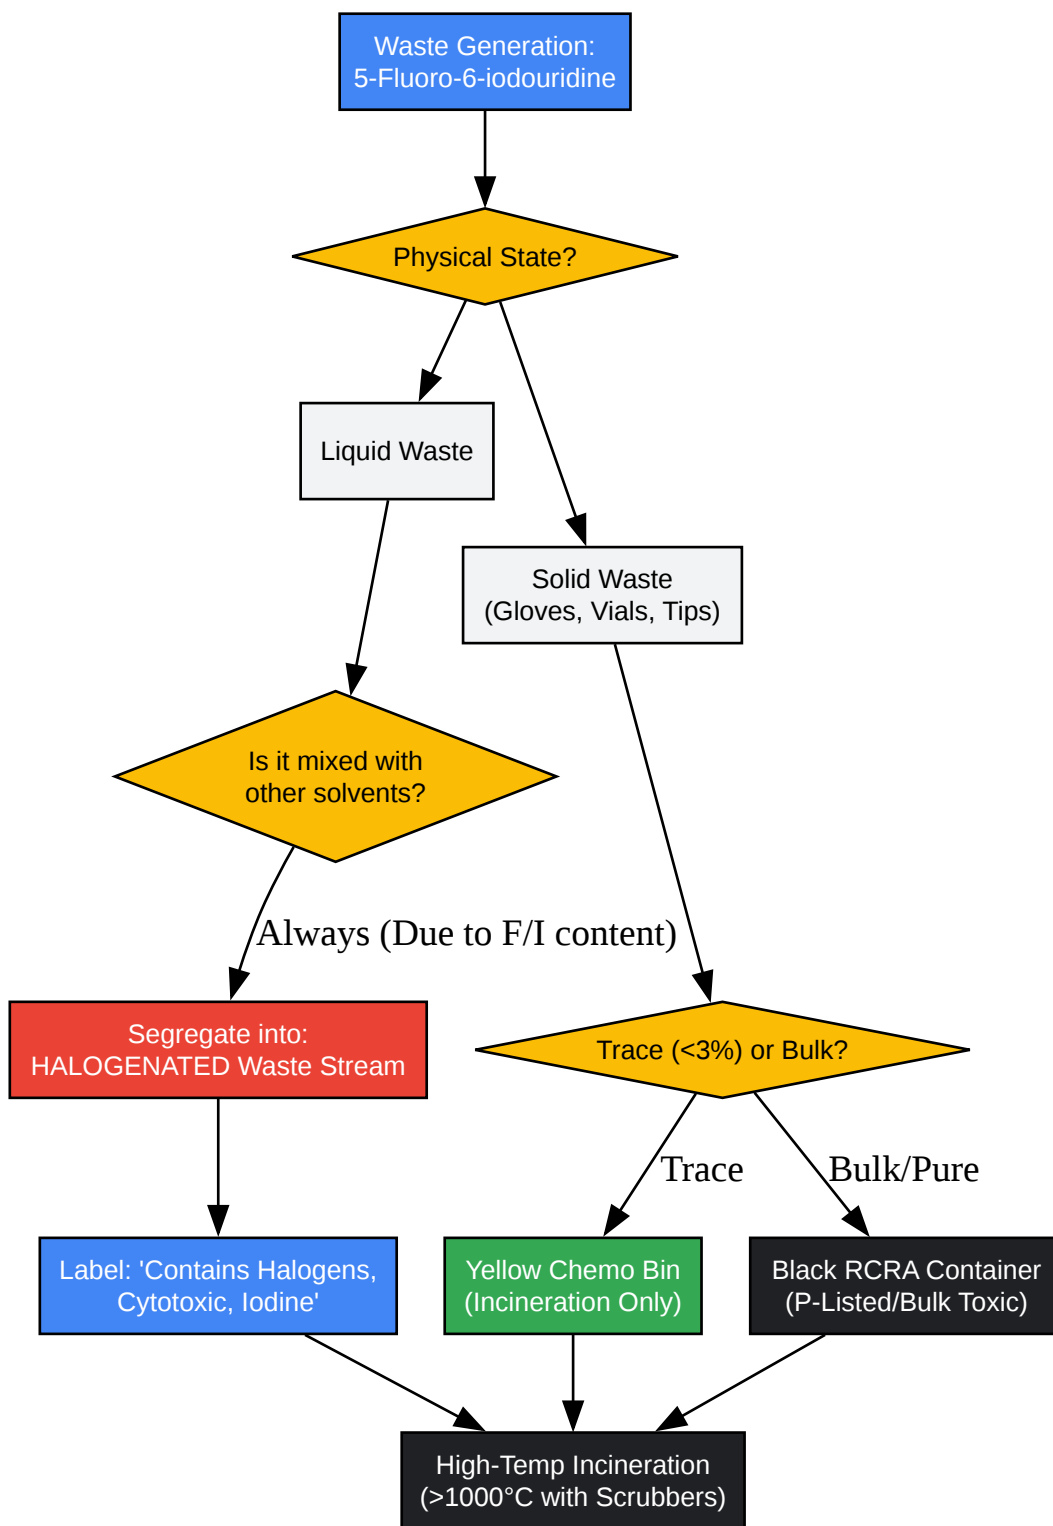 Waste Generation:
5-Fluoro-6-iodouridine
Physical State?
Liquid Waste
Solid Waste
(Gloves, Vials, Tips)
Is it mixed with
other solvents?
Always (Due to F/I content)
Segregate into:
HALOGENATED Waste Stream
Trace (<3%) or Bulk?
Trace
Bulk/Pure
Label: 'Contains Halogens,
Cytotoxic, Iodine'
Yellow Chemo Bin
(Incineration Only)
Black RCRA Container
(P-Listed/Bulk Toxic)
High-Temp Incineration
(>1000°C with Scrubbers)